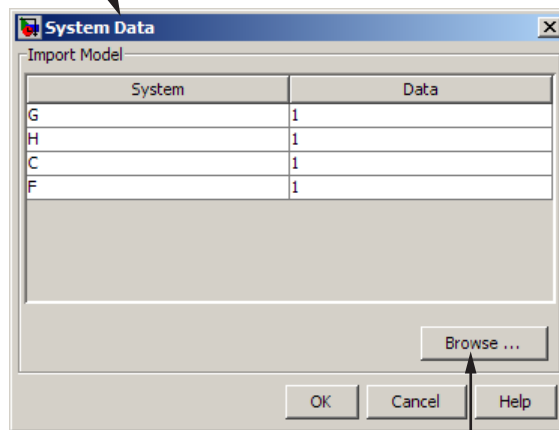 System Data
Import Model
System Data
G 1
H 1
C 1
F 1
Browse ...
OK Cancel Help